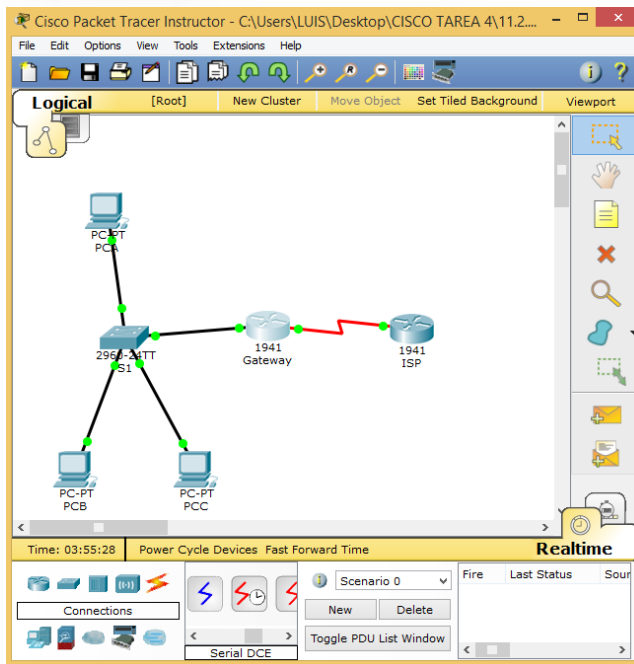 Cisco Packet Tracer Instructor - C:\Users\LUIS\Desktop\CISCO TAREA 4\11.2....
File Edit Options View Tools Extensions Help
Logical [Root] New Cluster Move Object Set Tiled Background Viewport
PC-PT
PCA
2960-24TT
S1
1941
Gateway
1941
ISP
PC-PT
PCB
PC-PT
PCC
Time: 03:55:28 Power Cycle Devices Fast Forward Time Realtime
Connections
Serial DCE
Scenario 0
New Delete
Toggle PDU List Window
Fire Last Status Sour